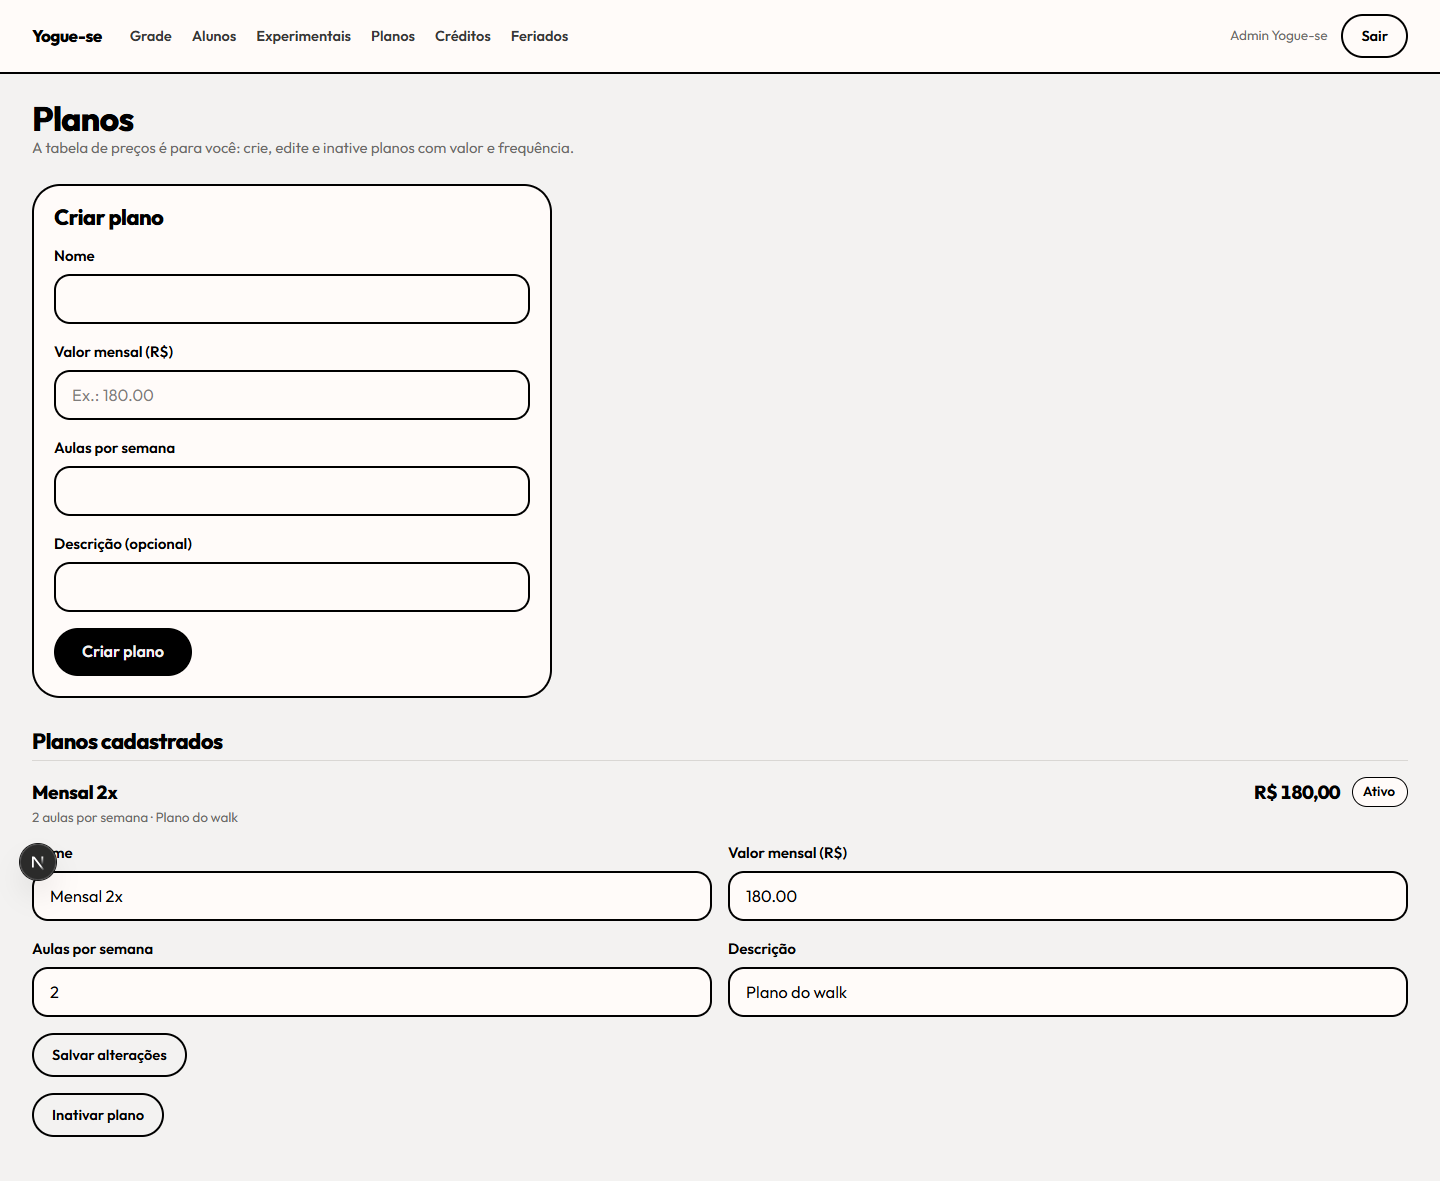 Yogue-se Grade Alunos Experimentais Planos Créditos Feriados Admin Yogue-se Sair
Planos
A tabela de preços é para você: crie, edite e inative planos com valor e frequência.
Criar plano
Nome
Valor mensal (R$)
Ex.: 180.00
Aulas por semana
Descrição (opcional)
Criar plano
Planos cadastrados
Mensal 2x R$ 180,00 Ativo
2 aulas por semana · Plano do walk
N me Valor mensal (R$)
Mensal 2x 180.00
Aulas por semana Descrição
2 Plano do walk
Salvar alterações
Inativar plano